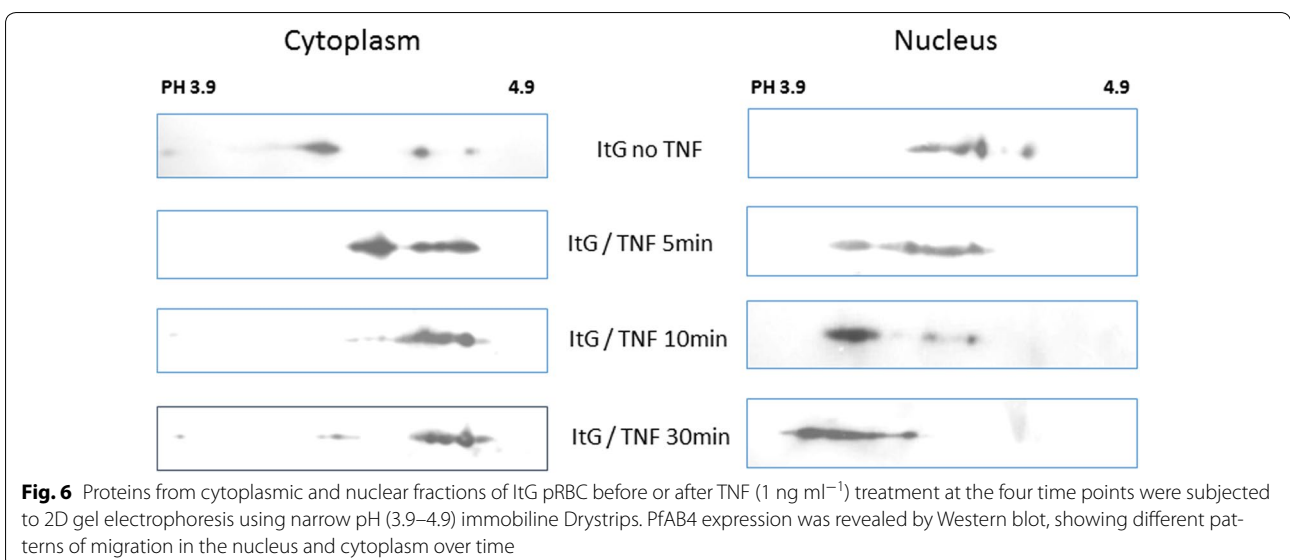 Cytoplasm Nucleus
PH 3.9 4.9 PH 3.9 4.9
ItG no TNF
ItG / TNF 5min
ItG / TNF 10min
ItG / TNF 30min
Fig. 6 Proteins from cytoplasmic and nuclear fractions of ItG pRBC before or after TNF (1 ng ml−1) treatment at the four time points were subjected
to 2D gel electrophoresis using narrow pH (3.9–4.9) immobiline Drystrips. PfAB4 expression was revealed by Western blot, showing different pat-
terns of migration in the nucleus and cytoplasm over time